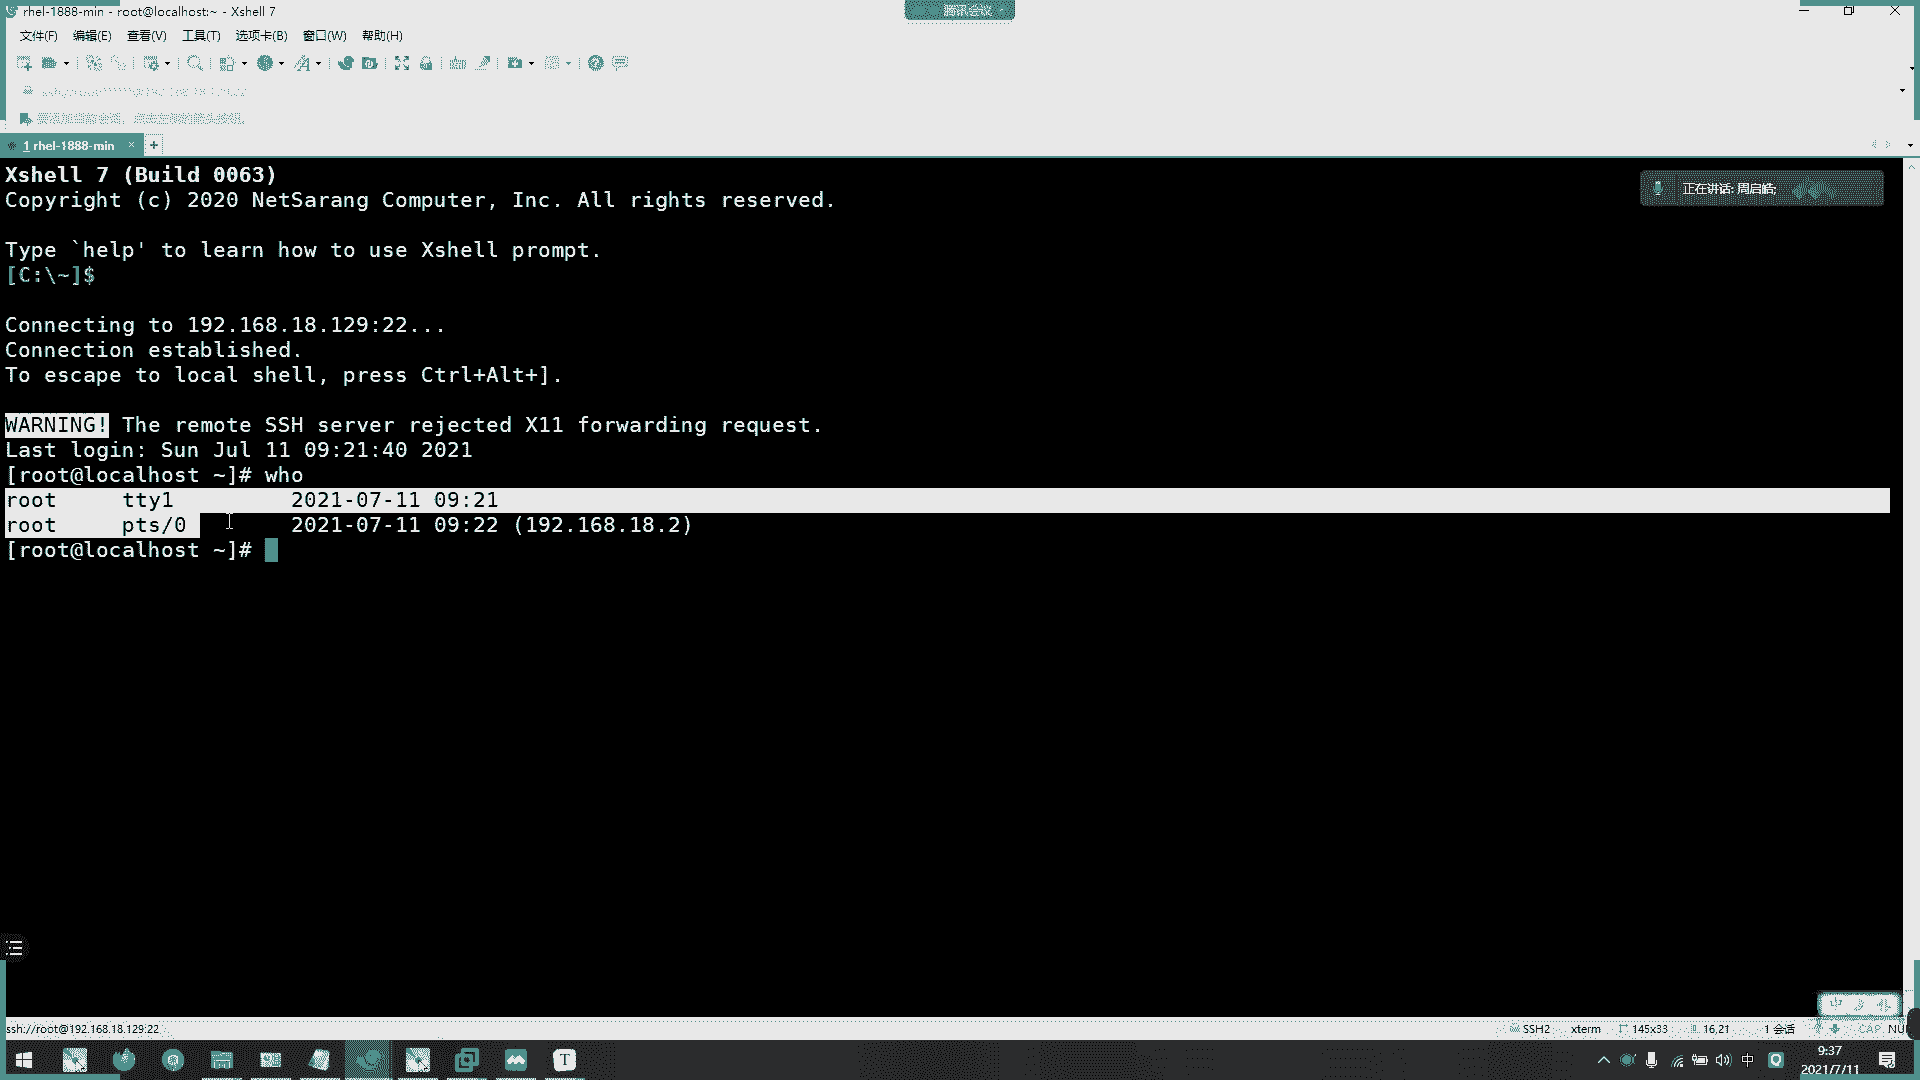 rhel-1888-min - root@localhost:~ - Xshell 7
腾讯会议
文件(F) 编辑(E) 查看(V) 工具(T) 选项卡(B) 窗口(W) 帮助(H)
1 rhel-1888-min × +
Xshell 7 (Build 0063)
Copyright (c) 2020 NetSarang Computer, Inc. All rights reserved.
正在讲话: 周启皓;
Type `help' to learn how to use Xshell prompt.
[C:\~]$
Connecting to 192.168.18.129:22...
Connection established.
To escape to local shell, press Ctrl+Alt+].
WARNING! The remote SSH server rejected X11 forwarding request.
Last login: Sun Jul 11 09:21:40 2021
[root@localhost ~]# who
root     tty1         2021-07-11 09:21
root     pts/0        2021-07-11 09:22 (192.168.18.2)
[root@localhost ~]#
ssh://root@192.168.18.129:22 SSH2 xterm 145x33 16,21 1 会话 CAP NUM
中 9:37
2021/7/11